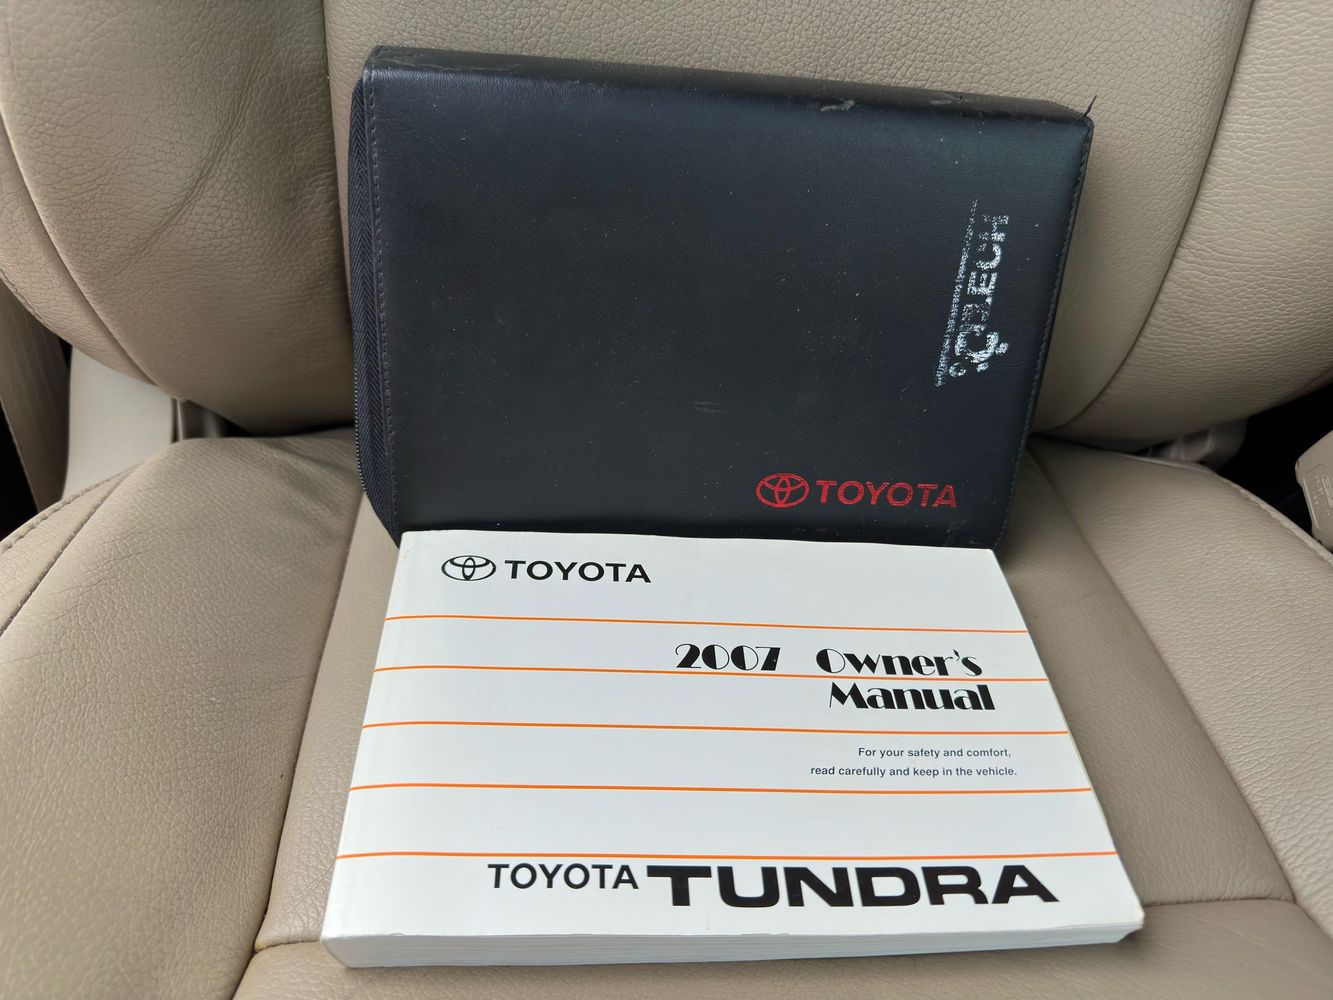 TOYOTA
TOYOTA
2007 Owner's
Manual
For your safety and comfort,
read carefully and keep in the vehicle.
TOYOTA TUNDRA